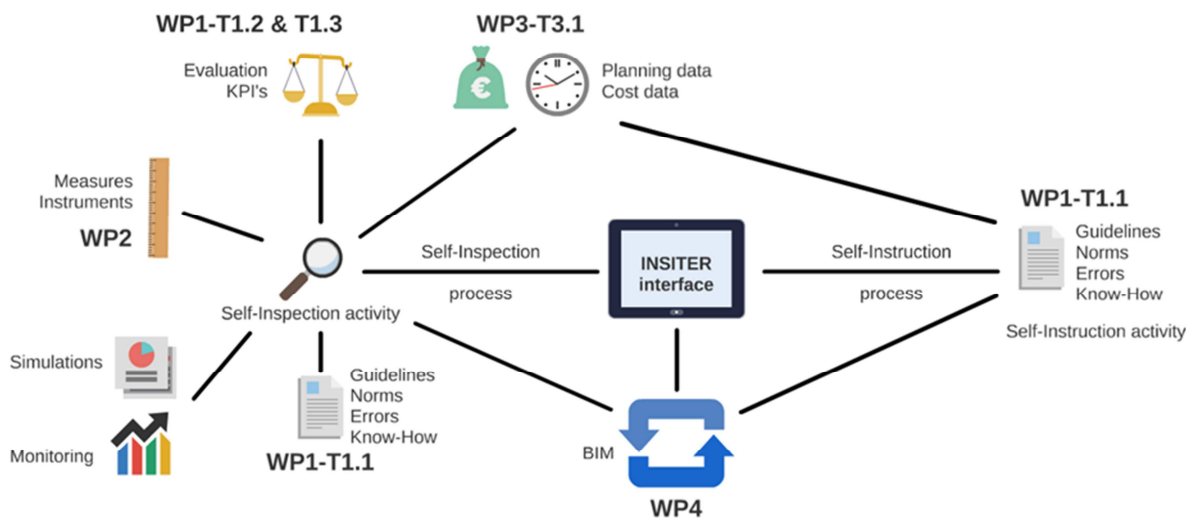 WP1-T1.2 & T1.3
Evaluation
KPI's
WP3-T3.1
€
Planning data
Cost data
Measures
Instruments
WP2
Self-Inspection
process
Self-Inspection activity
INSITER
interface
Self-Instruction
process
WP1-T1.1
Guidelines
Norms
Errors
Know-How
Self-Instruction activity
Simulations
Monitoring
Guidelines
Norms
Errors
Know-How
WP1-T1.1
BIM
WP4